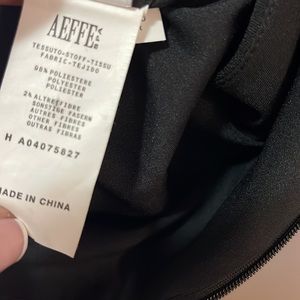 AEFFE S.P.A.
TESSUTO-STOFF-TISSU
FABRIC-TEJIDO
98% POLIESTERE
POLYESTER
POLIESTER
2% ALTRE FIBRE
SONSTIGE FASERN
AUTRES FIBRES
OTHER FIBRES
OUTRAS FIBRAS
H A04075827
MADE IN CHINA